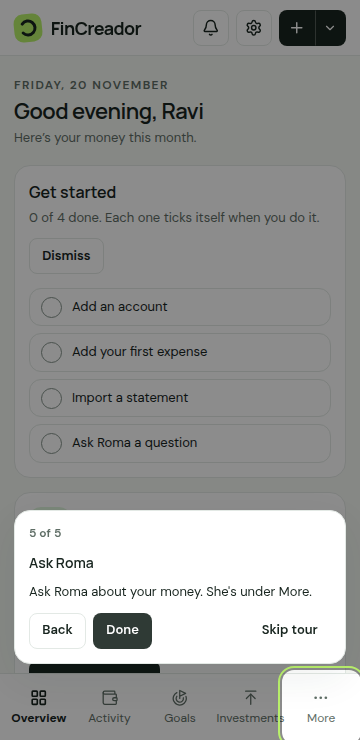 FinCreador
FRIDAY, 20 NOVEMBER
Good evening, Ravi
Here's your money this month.
Get started
0 of 4 done. Each one ticks itself when you do it.
Dismiss
Add an account
Add your first expense
Import a statement
Ask Roma a question
5 of 5
Ask Roma
Ask Roma about your money. She's under More.
Back Done Skip tour
Overview Activity Goals Investments More